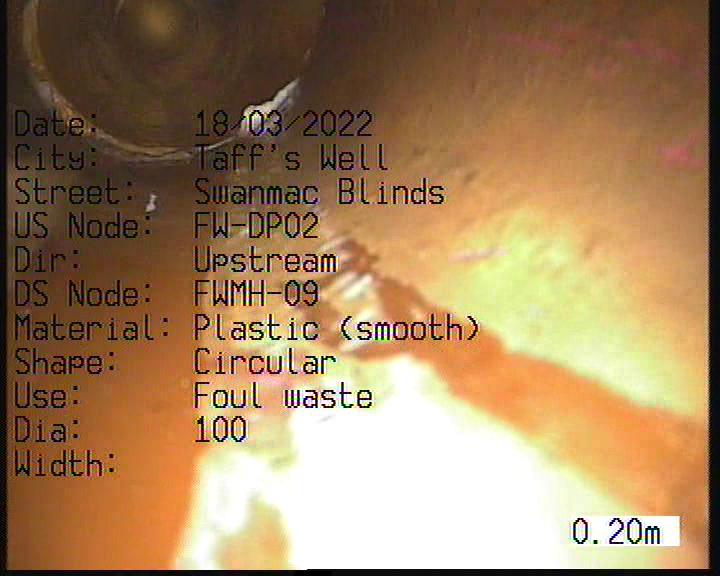 Date: 18/03/2022
City: Taff's Well
Street: Swanmac Blinds
US Node: FW-DP02
Dir: Upstream
DS Node: FWMH-09
Material: Plastic (smooth)
Shape: Circular
Use: Foul waste
Dia: 100
Width:
0.20m